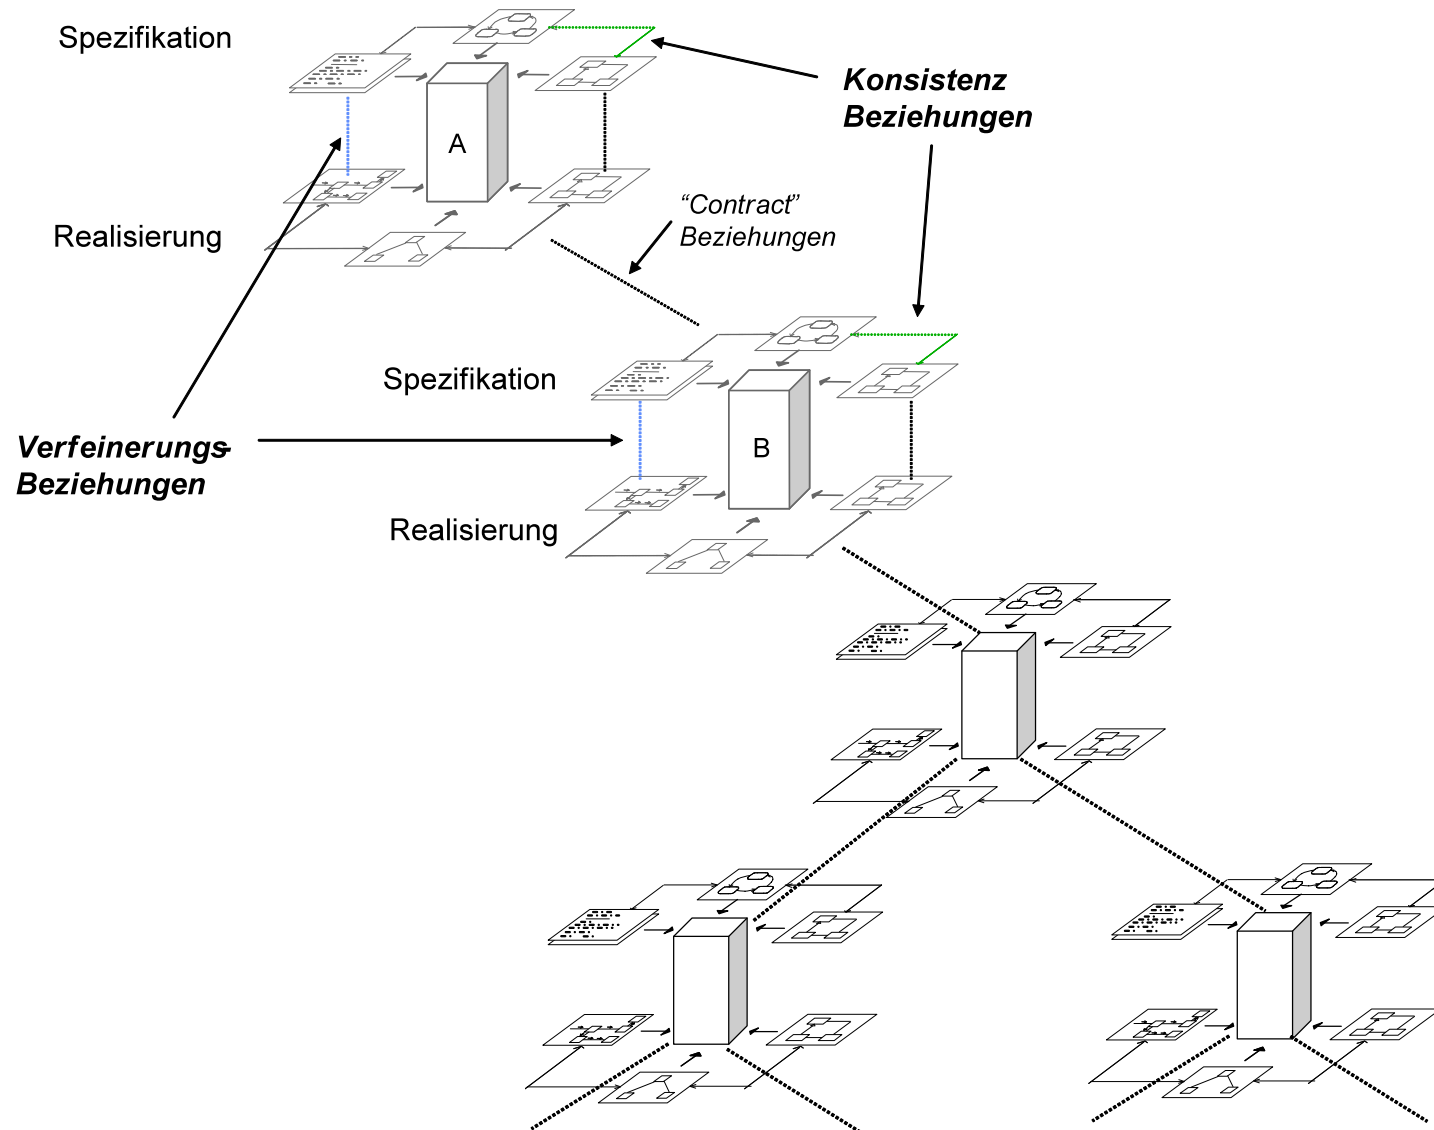 Spezifikation
Konsistenz
Beziehungen
A
“Contract”
Beziehungen
Realisierung
Spezifikation
Verfeinerungs-
Beziehungen
B
Realisierung